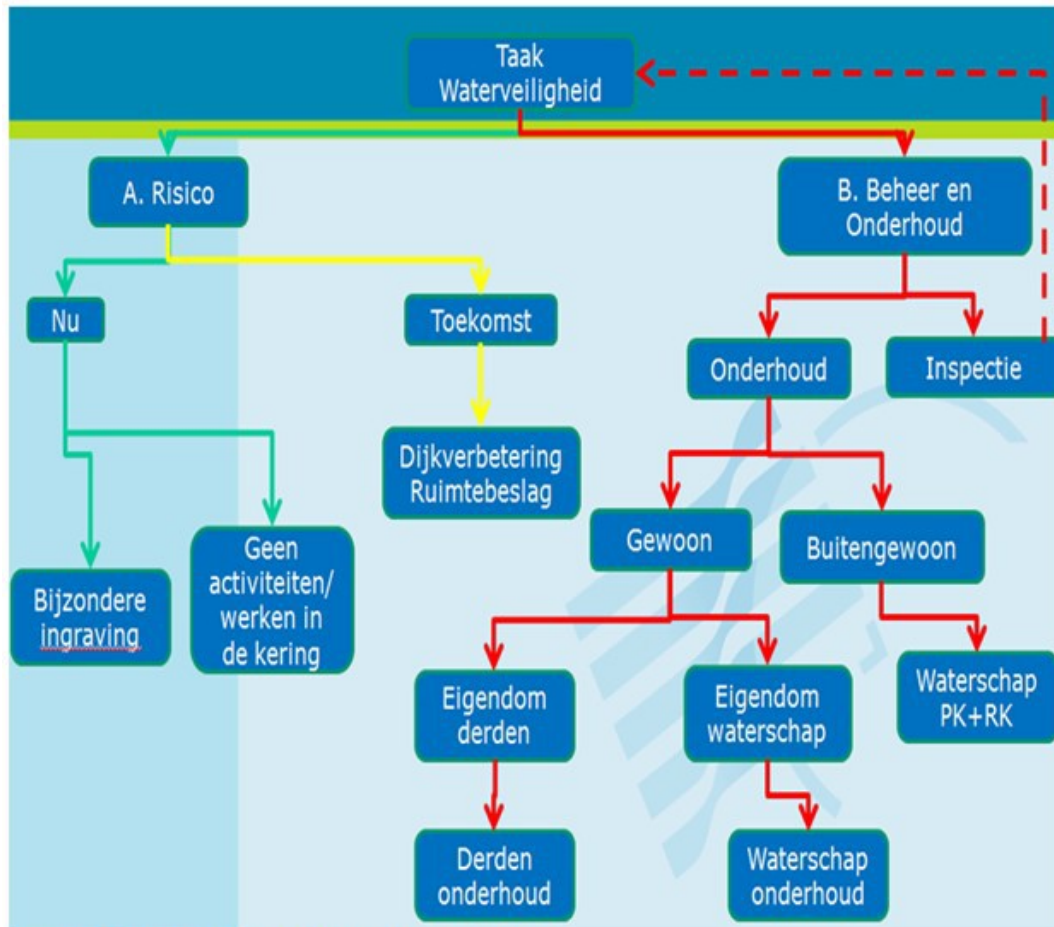 Taak
Waterveiligheid
A. Risico
B. Beheer en
Onderhoud
Nu
Toekomst
Onderhoud
Inspectie
Dijkverbetering
Ruimtebeslag
Gewoon
Buitengewoon
Bijzondere
ingraving
Geen
activiteiten/
werken in
de kering
Eigendom
derden
Eigendom
waterschap
Waterschap
PK+RK
Derden
onderhoud
Waterschap
onderhoud